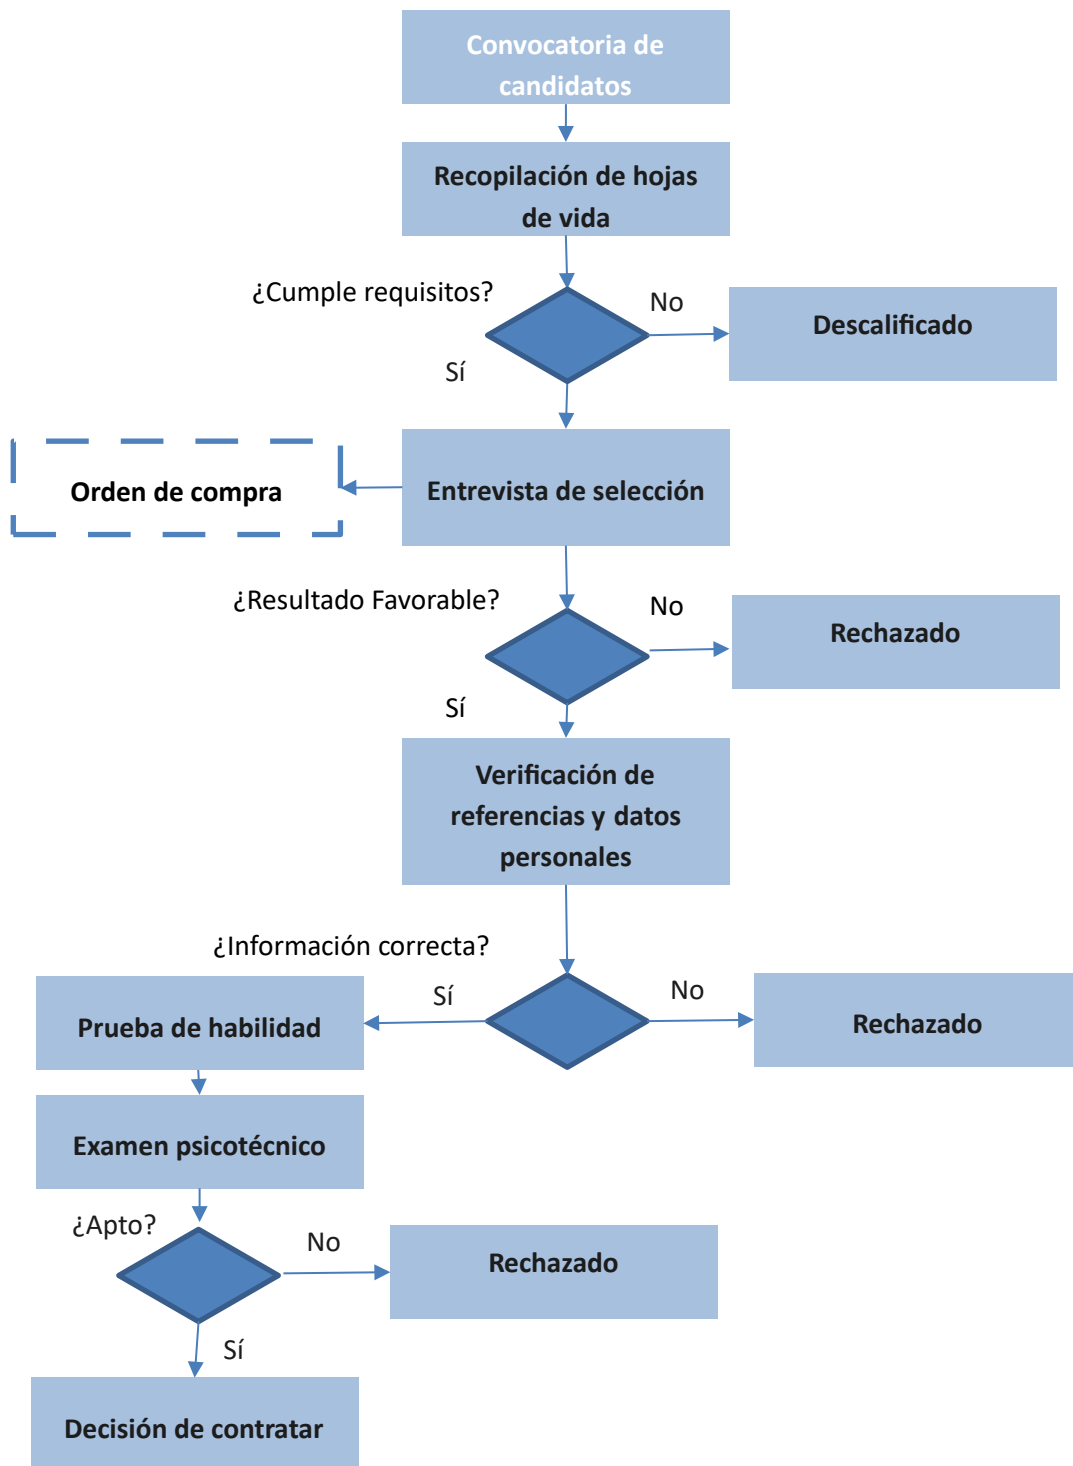 Convocatoria de
candidatos
Recopilación de hojas
de vida
¿Cumple requisitos?
No
Descalificado
Sí
Orden de compra
Entrevista de selección
¿Resultado Favorable?
No
Rechazado
Sí
Verificación de
referencias y datos
personales
¿Información correcta?
Sí
No
Prueba de habilidad
Rechazado
Examen psicotécnico
¿Apto?
No
Rechazado
Sí
Decisión de contratar